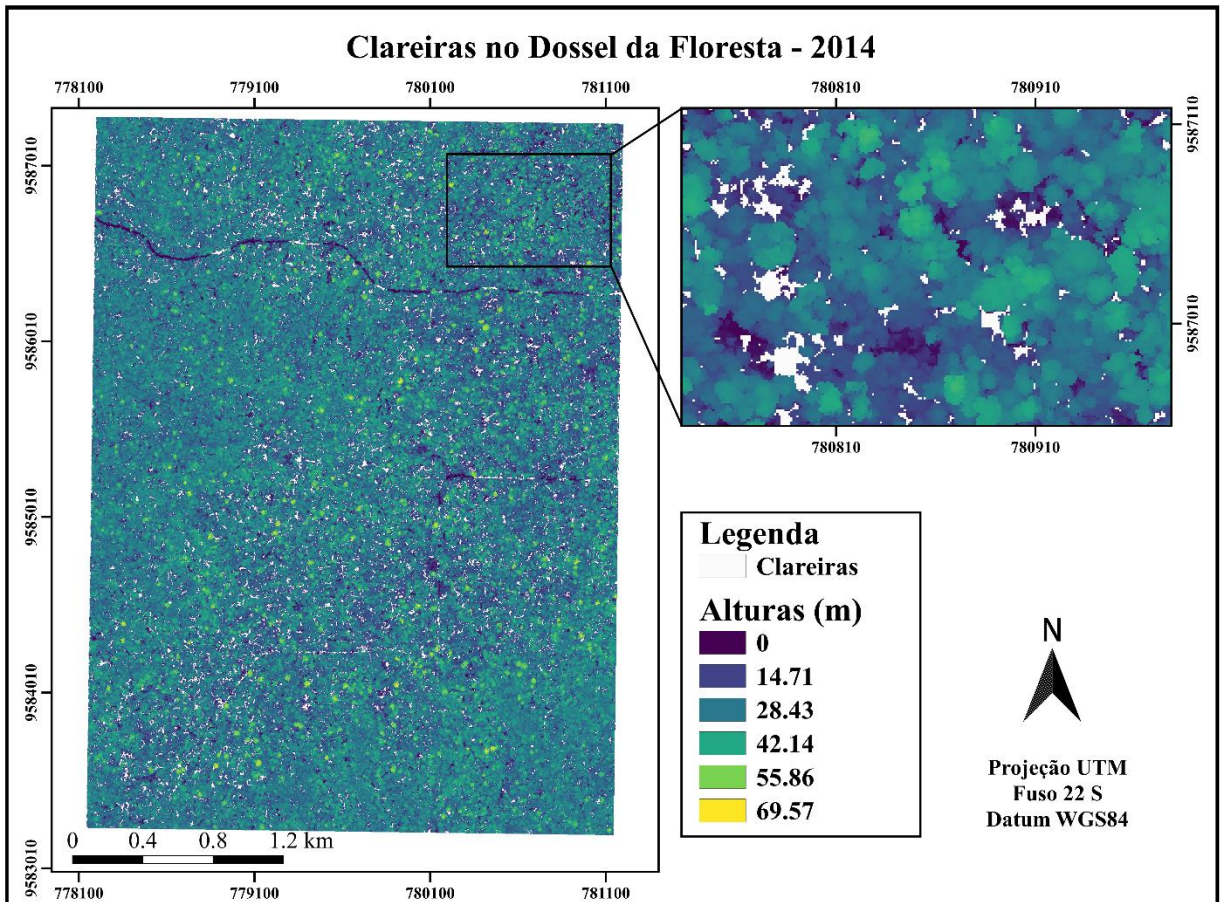 Clareiras no Dossel da Floresta - 2014
778100 779100 780100 781100
780810 780910
9587010
9586010
9585010
9584010
9583010
9587110
9587010
780810 780910
Legenda
Clareiras
Alturas (m)
0
14.71
28.43
42.14
55.86
69.57
N
Projeção UTM
Fuso 22 S
Datum WGS84
0 0.4 0.8 1.2 km
778100 779100 780100 781100